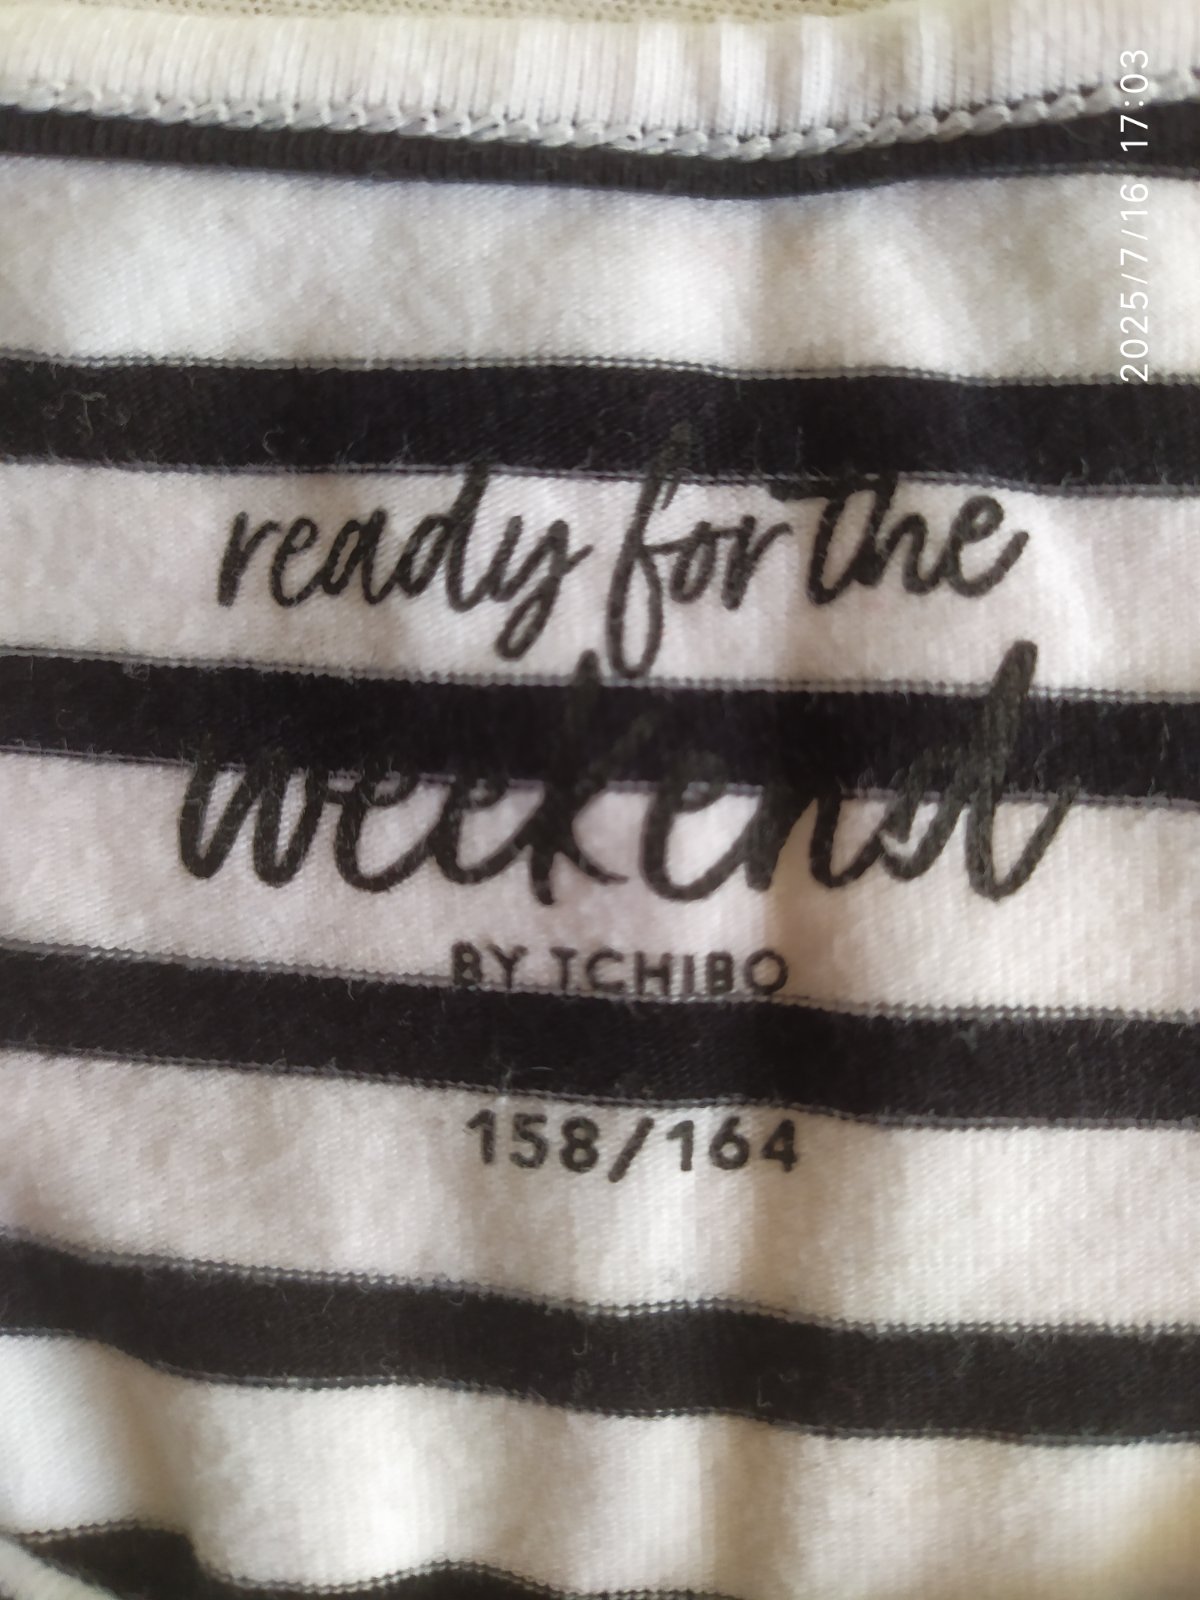 ready for the
weekend
BY TCHIBO
158/164
2025/7/16 17:03